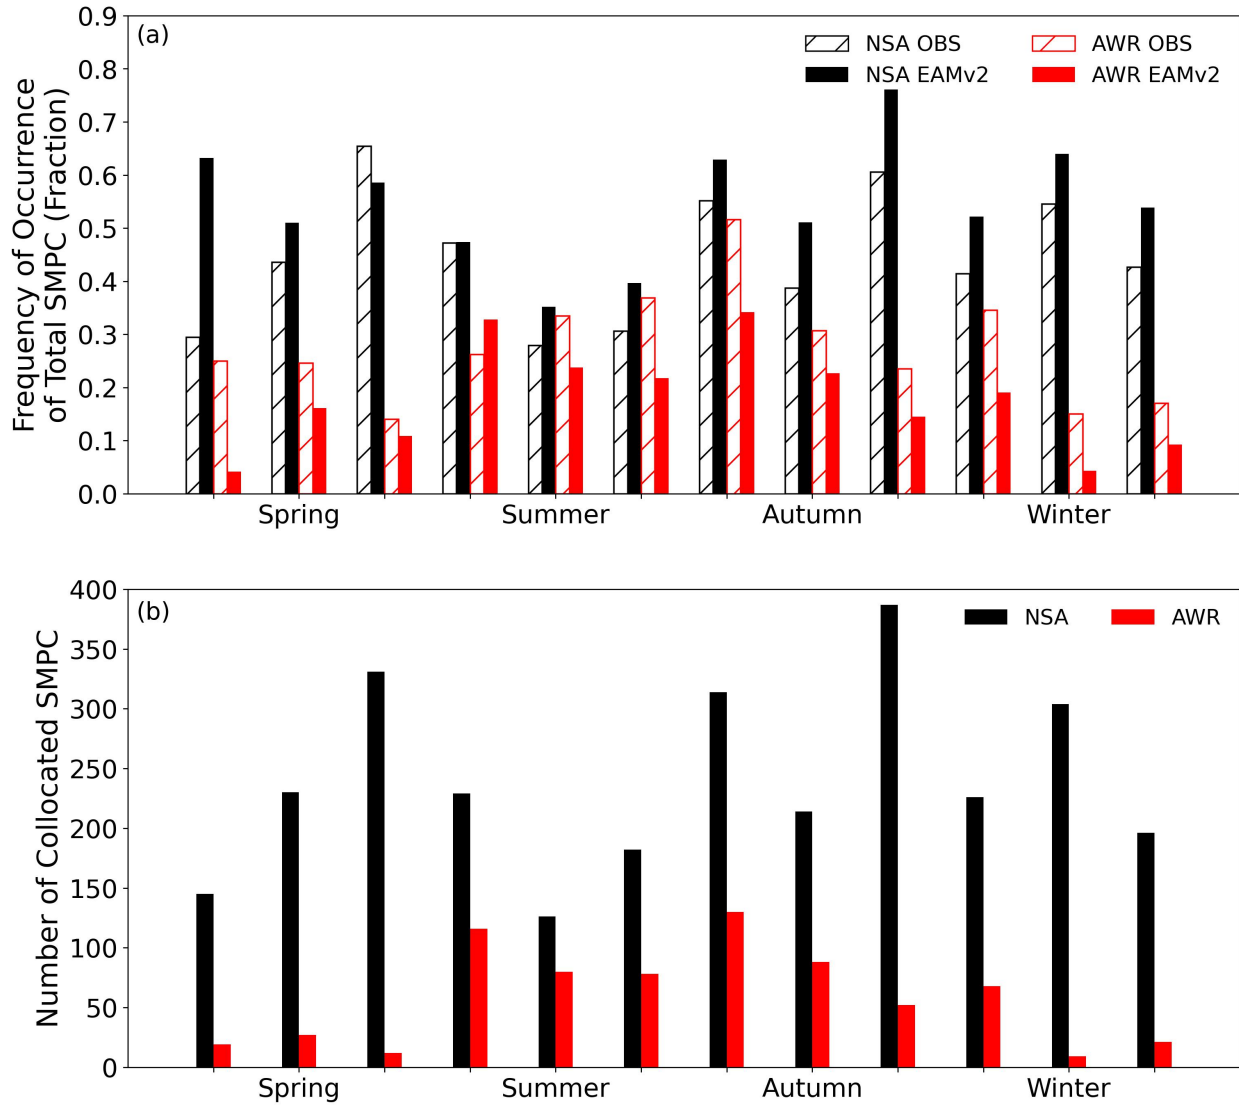 (a)
NSA OBS
AWR OBS
NSA EAMv2
AWR EAMv2
Frequency of Occurrence
of Total SMPC (Fraction)
0.9
0.8
0.7
0.6
0.5
0.4
0.3
0.2
0.1
0.0
Spring
Summer
Autumn
Winter
(b)
NSA
AWR
Number of Collocated SMPC
400
350
300
250
200
150
100
50
0
Spring
Summer
Autumn
Winter